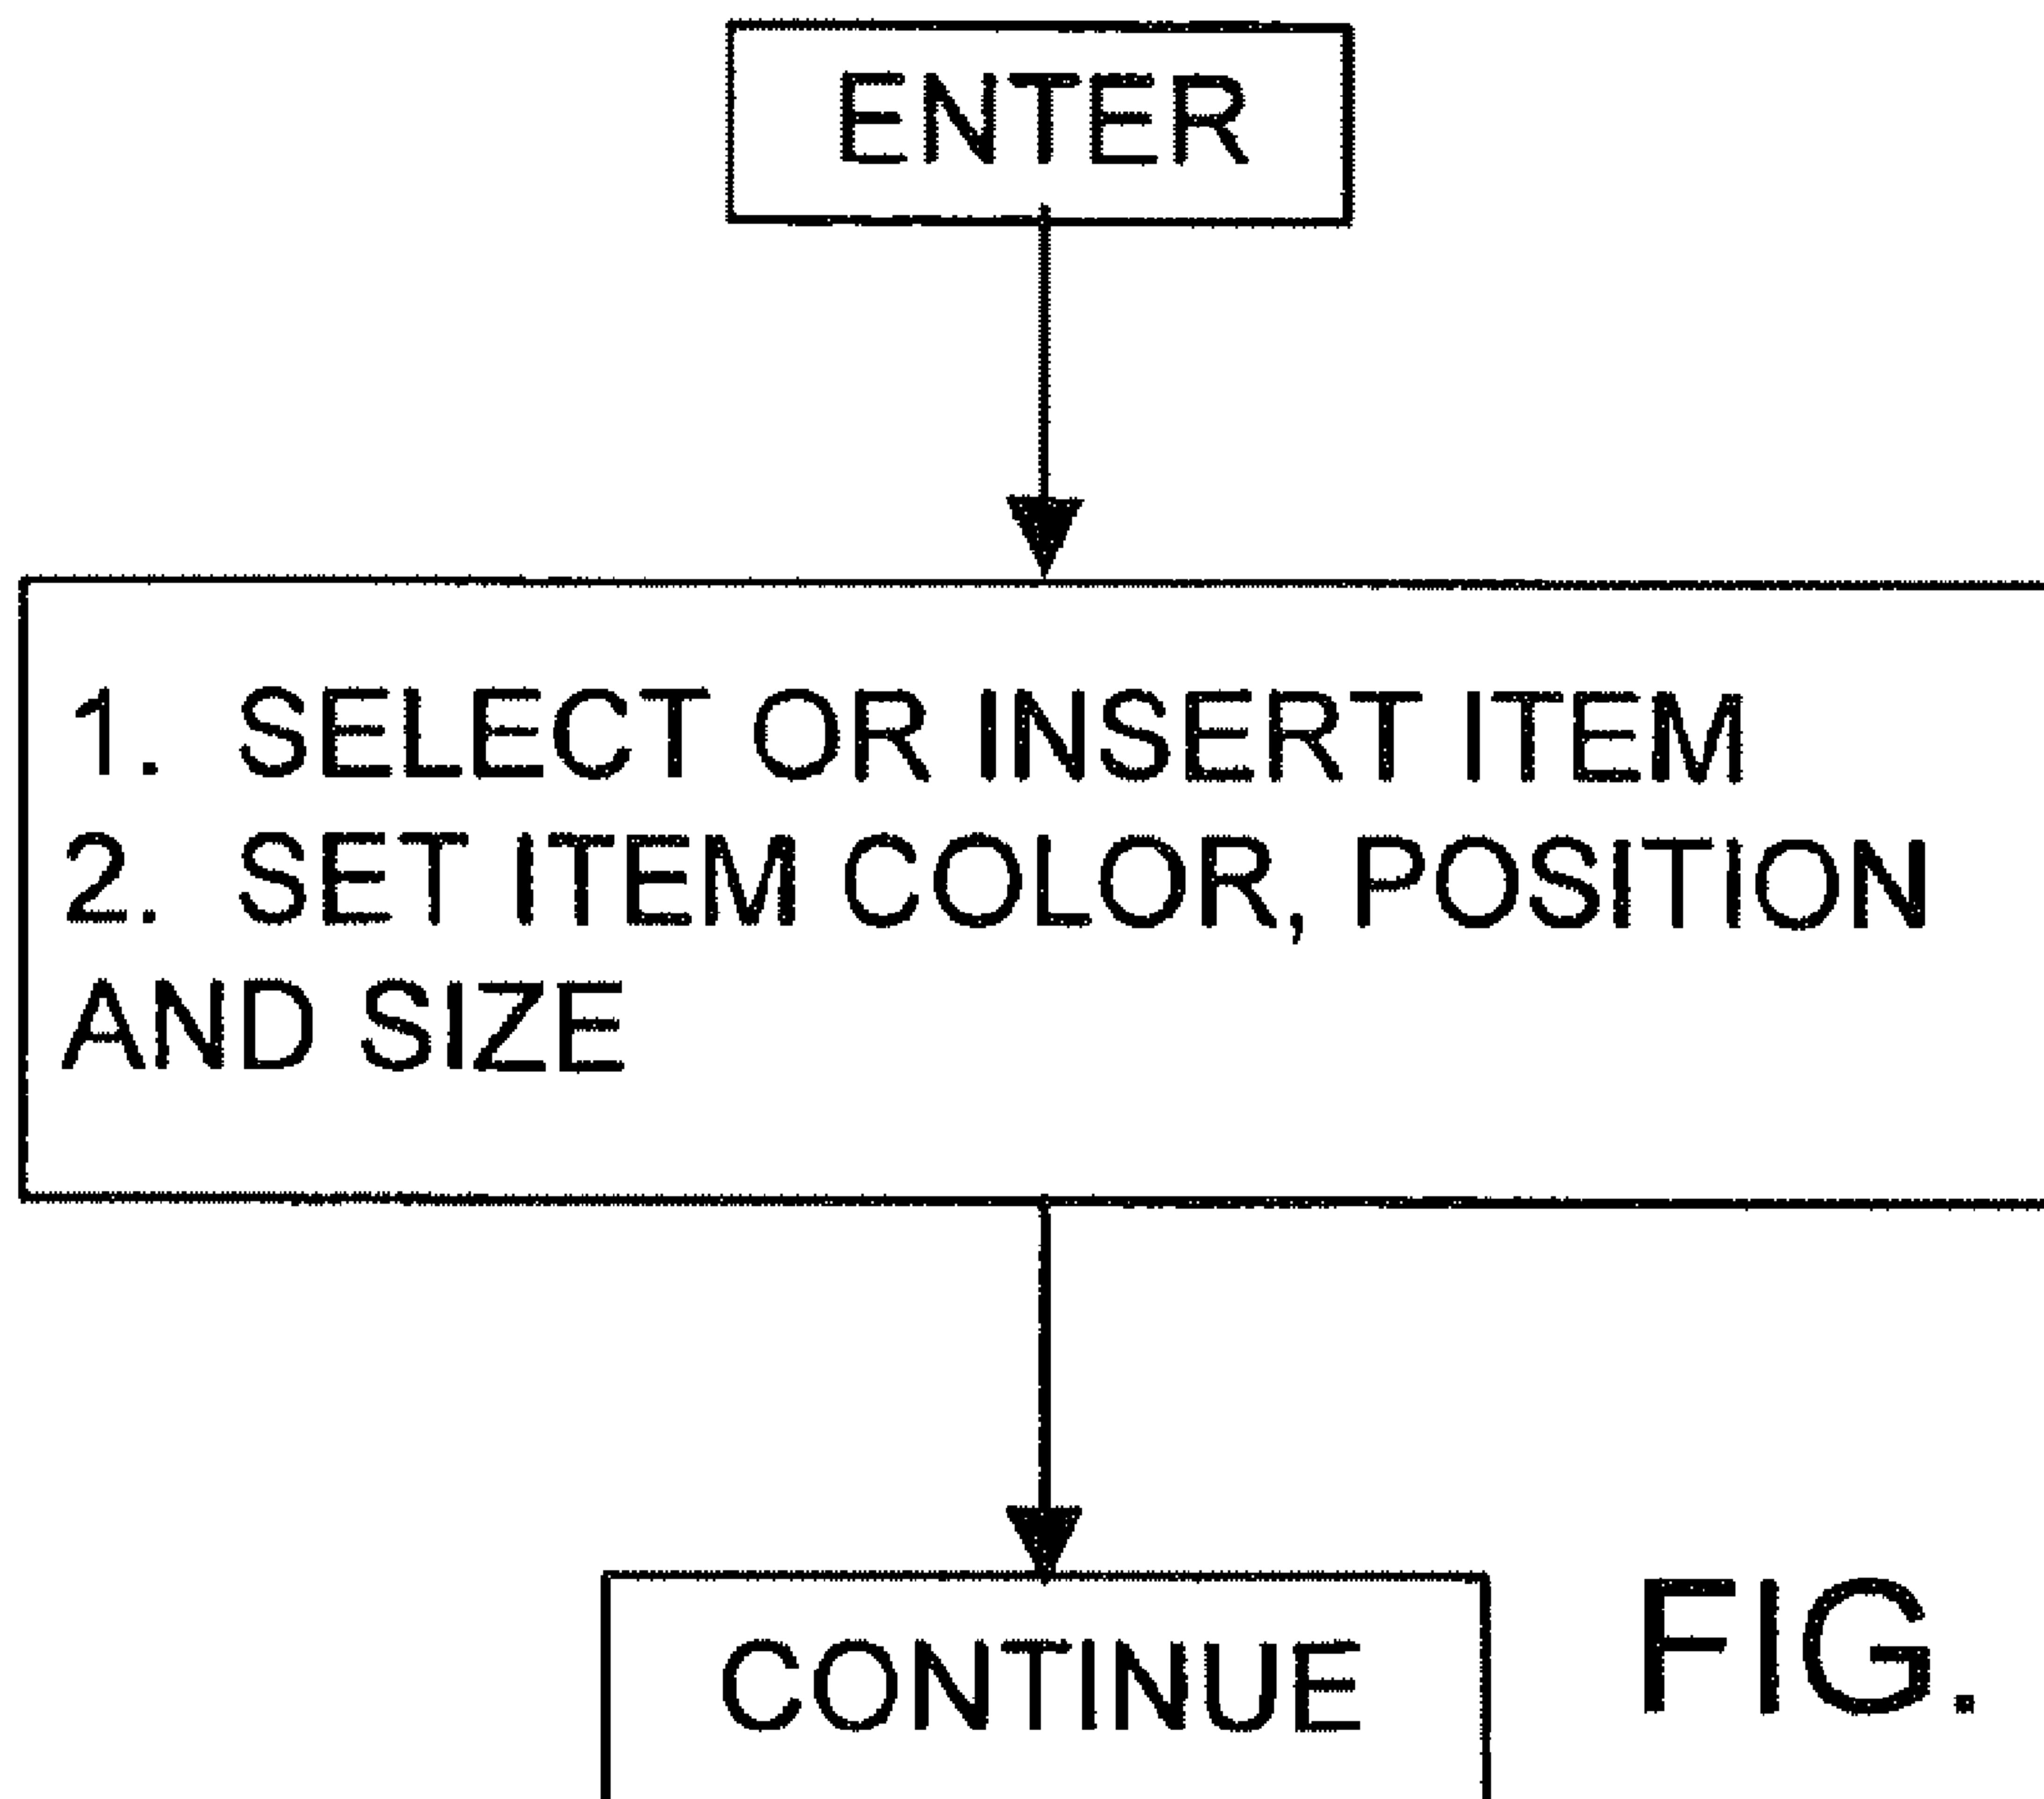 ENTER
1. SELECT OR INSERT ITEM
2. SET ITEM COLOR, POSITION
AND SIZE
CONTINUE
FIG.